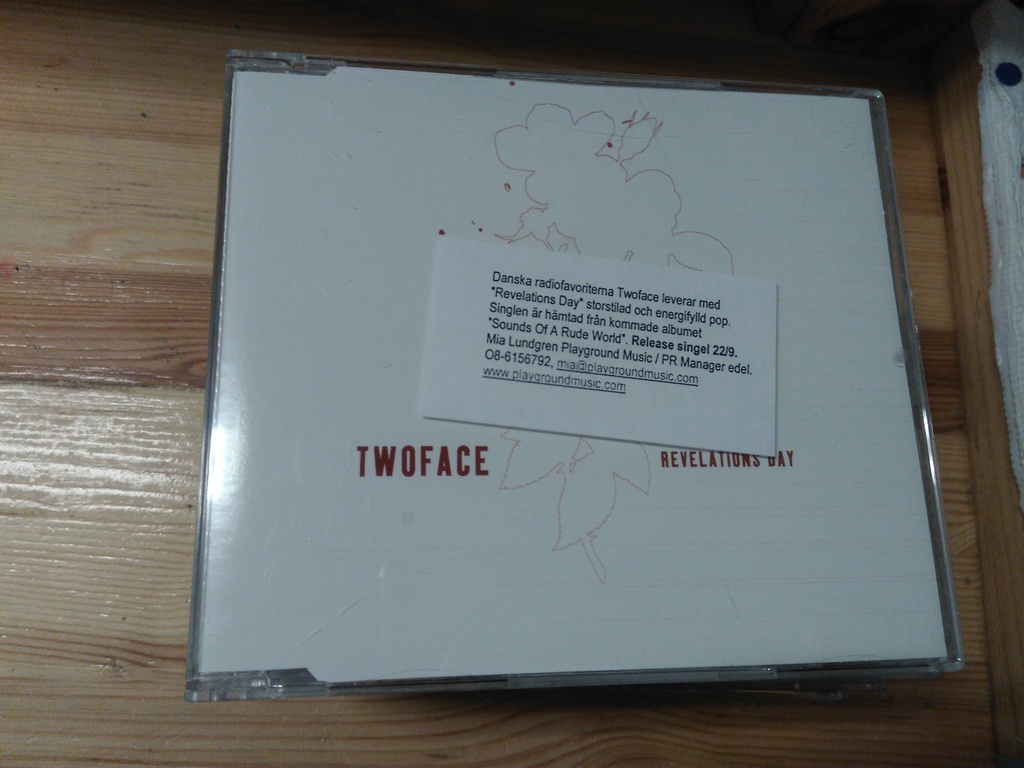 Danska radiofavoriterna Twoface leverar med
"Revelations Day" storstilad och energifylld pop.
Singlen är hämtad från kommade albumet
"Sounds Of A Rude World". Release singel 22/9.
Mia Lundgren Playground Music / PR Manager edel.
O8-6156792, mia@playgroundmusic.com
www.playgroundmusic.com
TWOFACE
REVELATIONS DAY